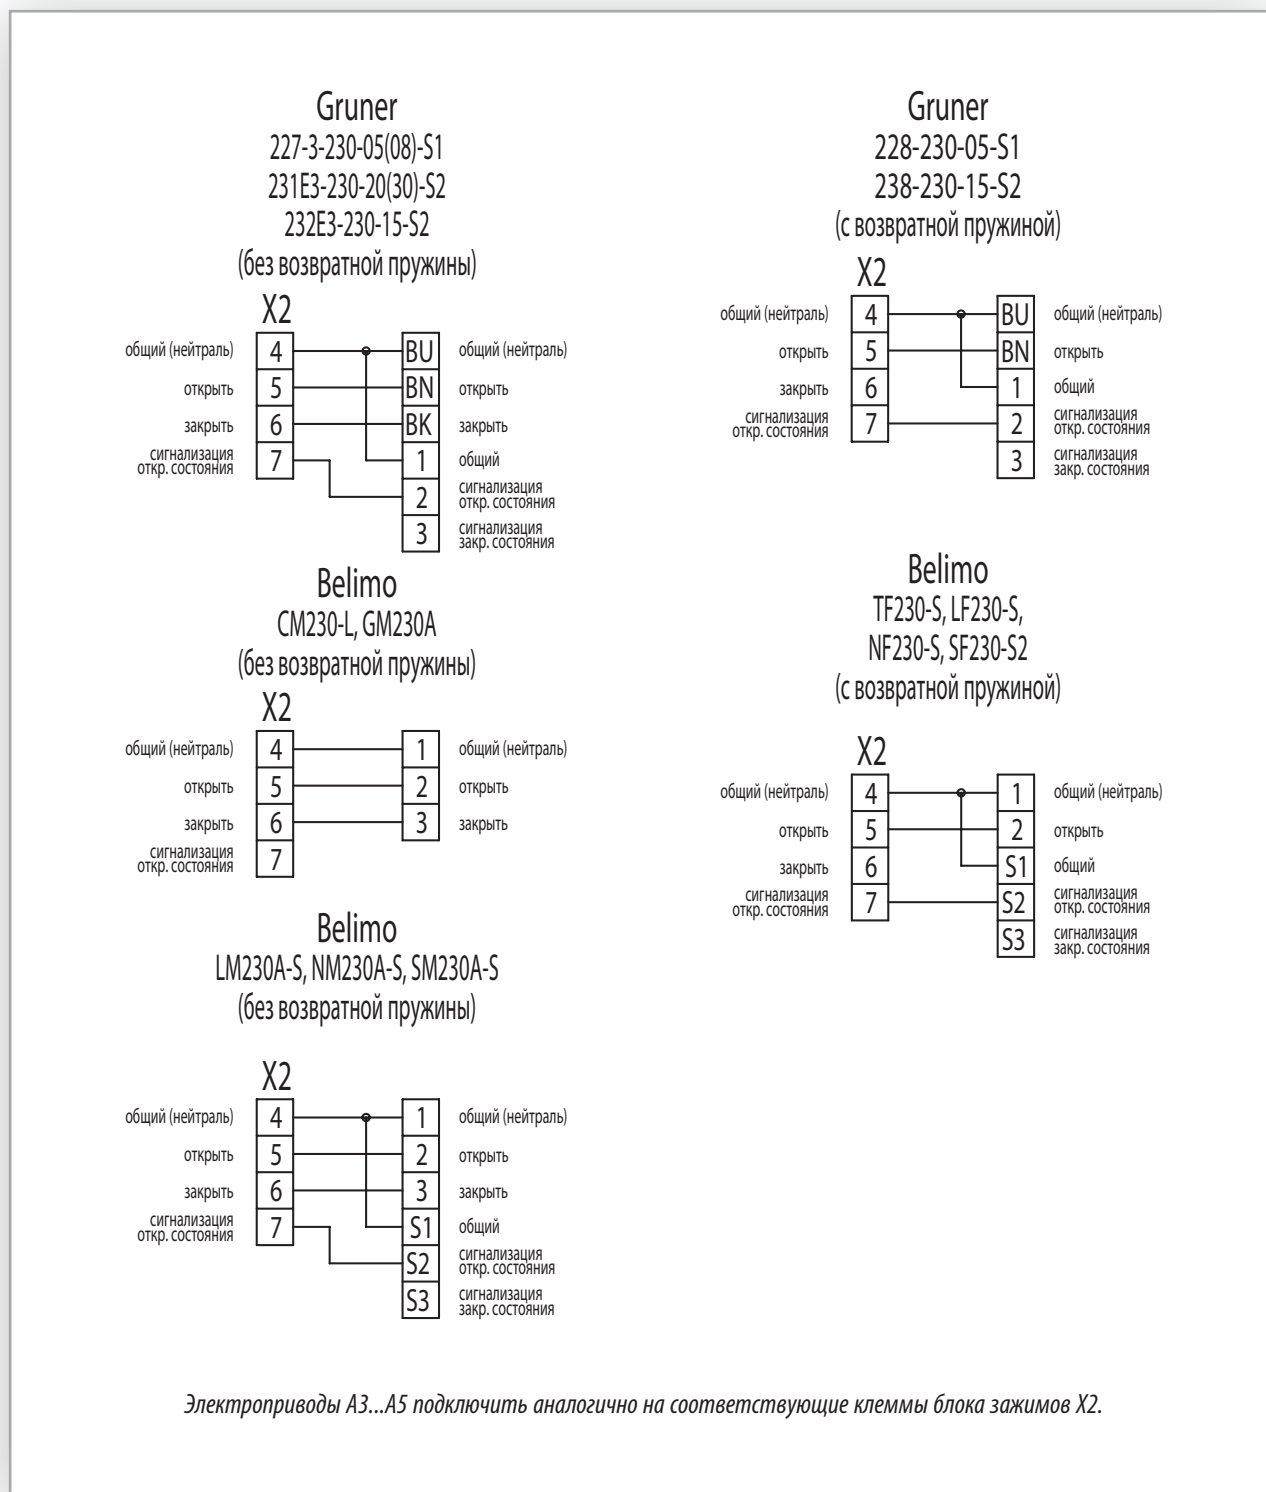 Gruner
227-3-230-05(08)-S1
231E3-230-20(30)-S2
232E3-230-15-S2
(без возвратной пружины)
X2
общий (нейтраль) 4 BU общий (нейтраль)
открыть 5 BN открыть
закрыть 6 BK закрыть
сигнализация
откр. состояния 7 1 общий
2 сигнализация
откр. состояния
3 сигнализация
закр. состояния
Belimo
CM230-L, GM230A
(без возвратной пружины)
X2
общий (нейтраль) 4 1 общий (нейтраль)
открыть 5 2 открыть
закрыть 6 3 закрыть
сигнализация
откр. состояния 7
Belimo
LM230A-S, NM230A-S, SM230A-S
(без возвратной пружины)
X2
общий (нейтраль) 4 1 общий (нейтраль)
открыть 5 2 открыть
закрыть 6 3 закрыть
сигнализация
откр. состояния 7 S1 общий
S2 сигнализация
откр. состояния
S3 сигнализация
закр. состояния
Gruner
228-230-05-S1
238-230-15-S2
(с возвратной пружиной)
X2
общий (нейтраль) 4 BU общий (нейтраль)
открыть 5 BN открыть
закрыть 6 1 общий
сигнализация
откр. состояния 7 2 сигнализация
откр. состояния
3 сигнализация
закр. состояния
Belimo
TF230-S, LF230-S,
NF230-S, SF230-S2
(с возвратной пружиной)
X2
общий (нейтраль) 4 1 общий (нейтраль)
открыть 5 2 открыть
закрыть 6 S1 общий
сигнализация
откр. состояния 7 S2 сигнализация
откр. состояния
S3 сигнализация
закр. состояния
Электроприводы А3...А5 подключить аналогично на соответствующие клеммы блока зажимов Х2.